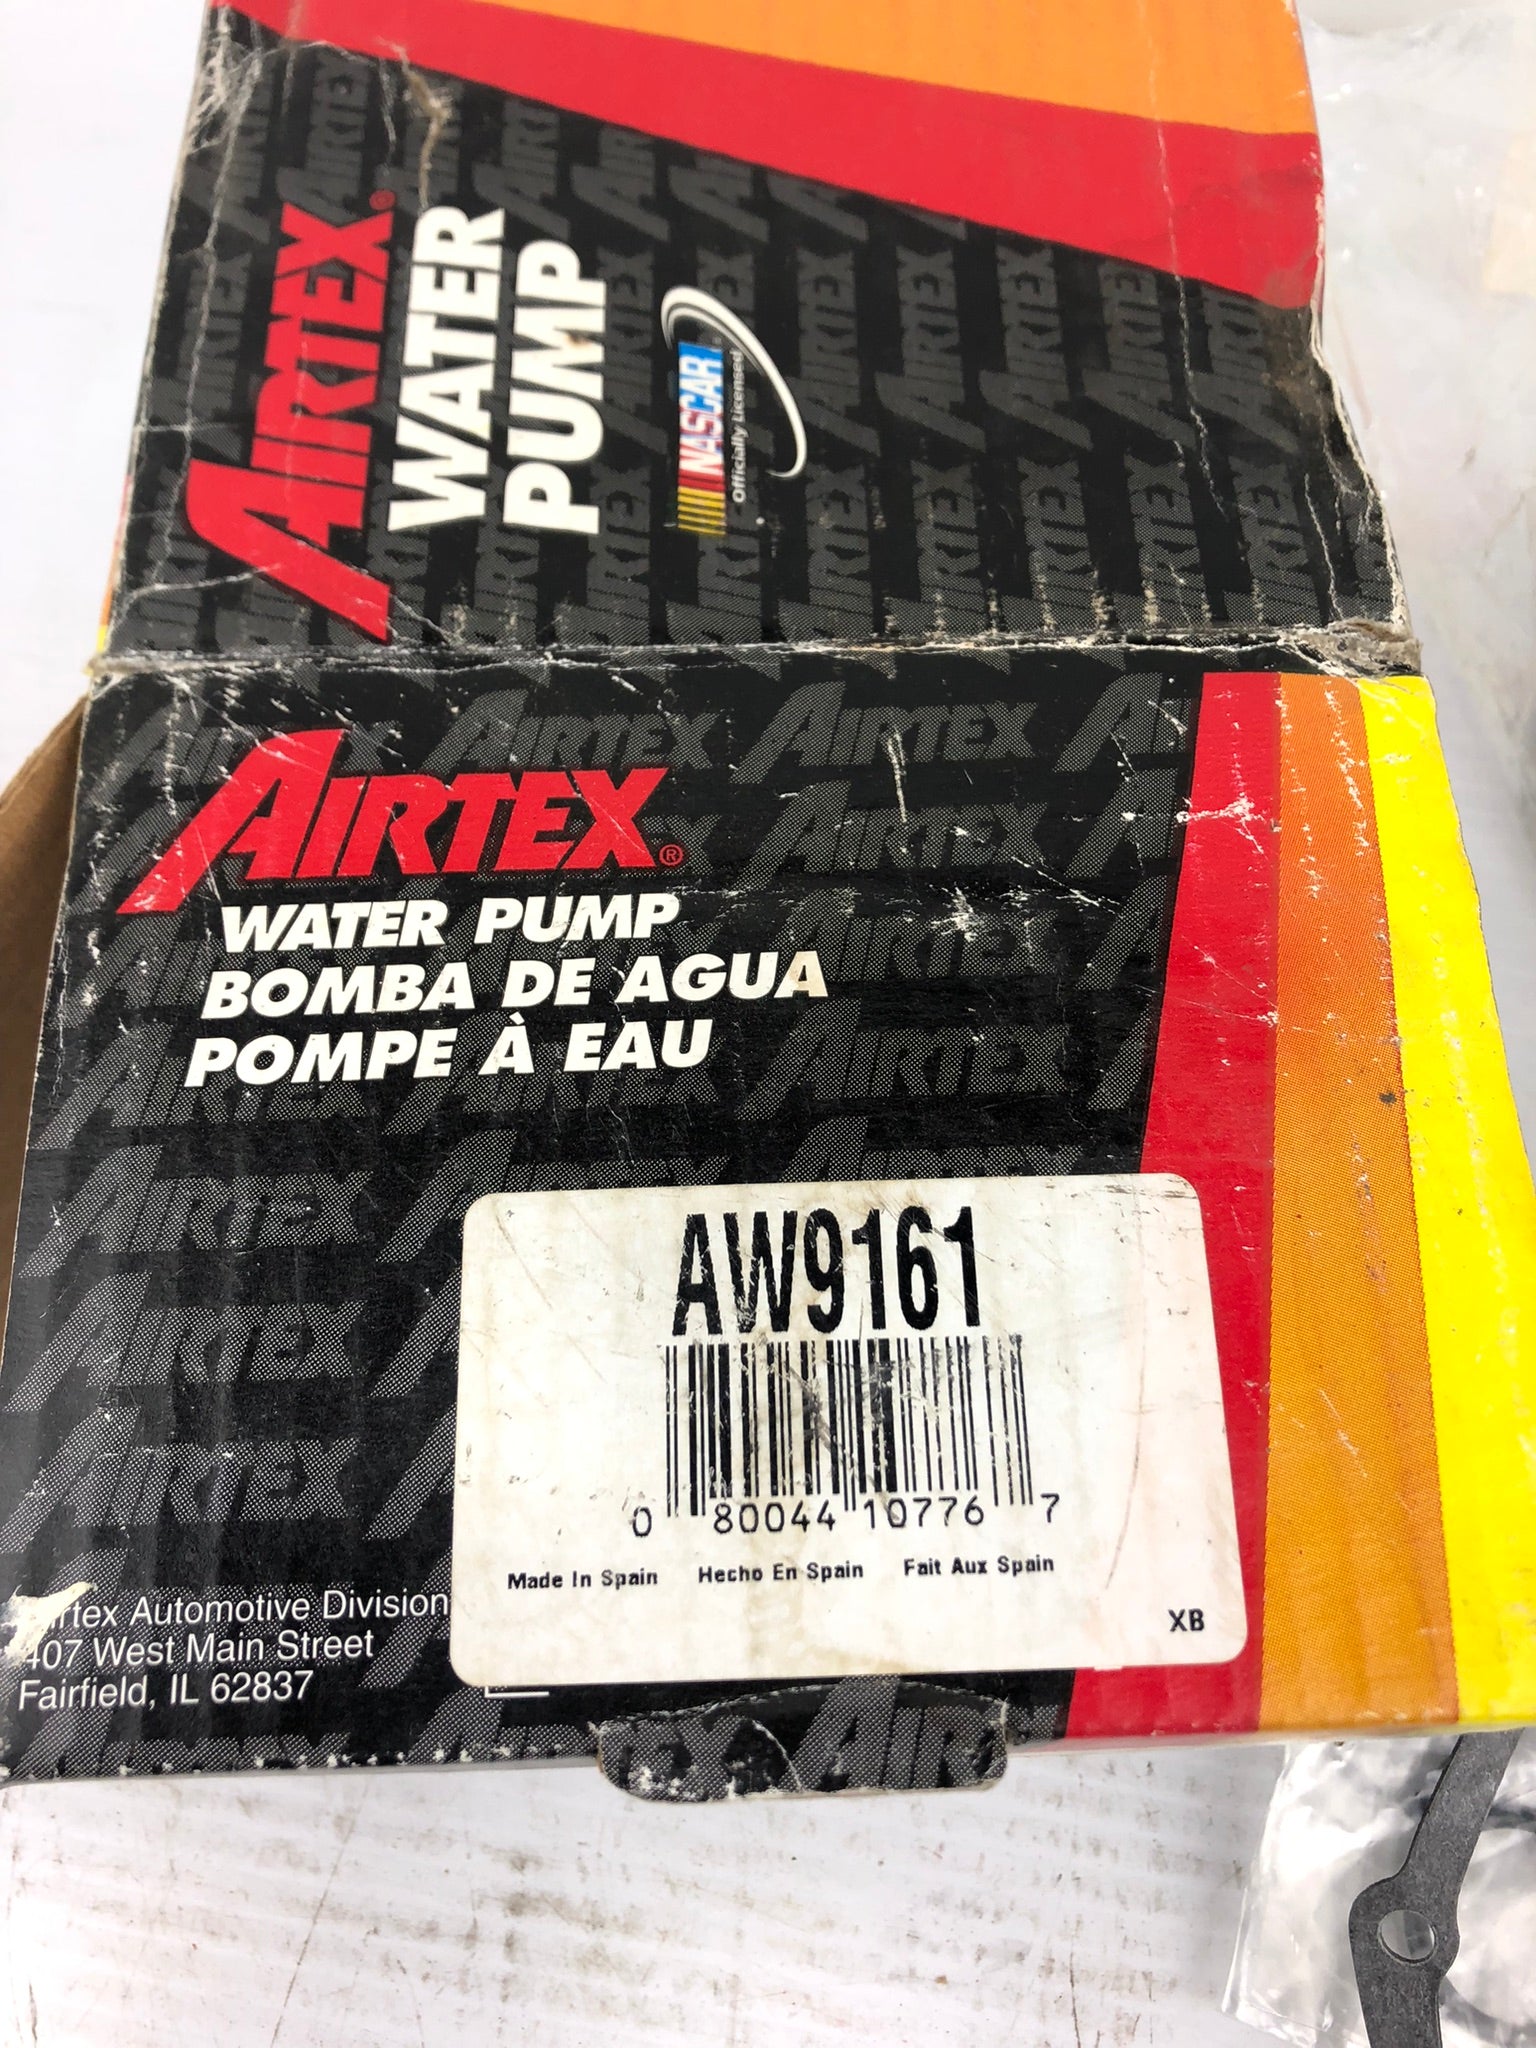 AIRTEX®
WATER
PUMP
NASCAR
Officially Licensed
AIRTEX®
WATER PUMP
BOMBA DE AGUA
POMPE À EAU
AW9161
0 80044 10776 7
Made In Spain Hecho En Spain Fait Aux Spain
XB
Airtex Automotive Division
407 West Main Street
Fairfield, IL 62837